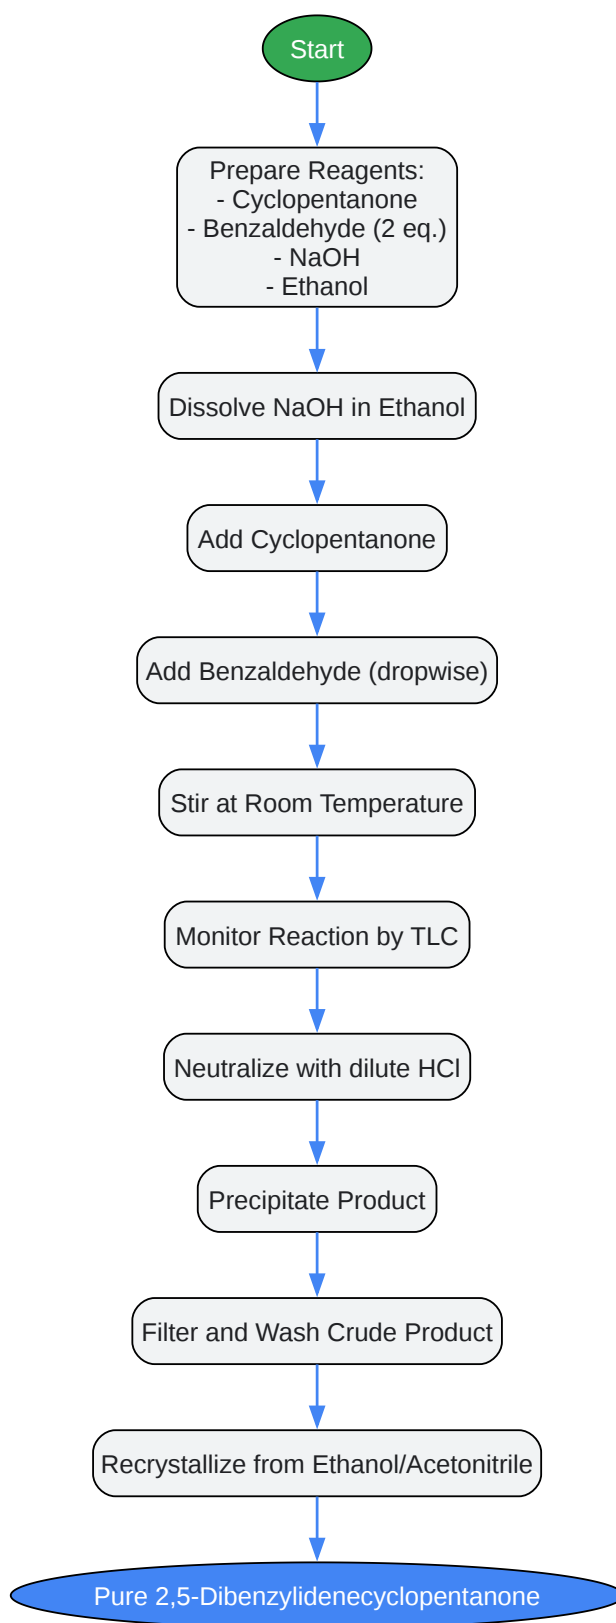 Start
Prepare Reagents:
- Cyclopentanone
- Benzaldehyde (2 eq.)
- NaOH
- Ethanol
Dissolve NaOH in Ethanol
Add Cyclopentanone
Add Benzaldehyde (dropwise)
Stir at Room Temperature
Monitor Reaction by TLC
Neutralize with dilute HCl
Precipitate Product
Filter and Wash Crude Product
Recrystallize from Ethanol/Acetonitrile
Pure 2,5-Dibenzylidenecyclopentanone